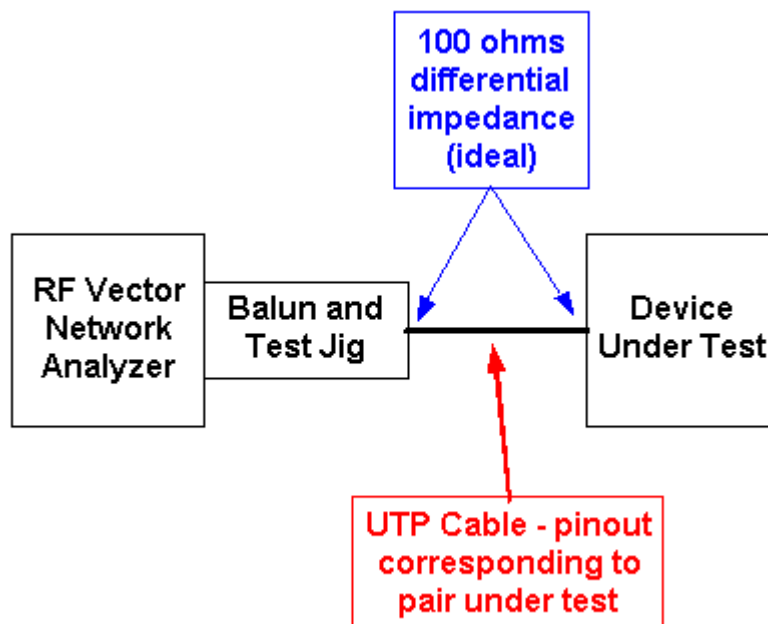 100 ohms
differential
impedance
(ideal)
RF Vector
Network
Analyzer
Balun and
Test Jig
Device
Under Test
UTP Cable - pinout
corresponding to
pair under test